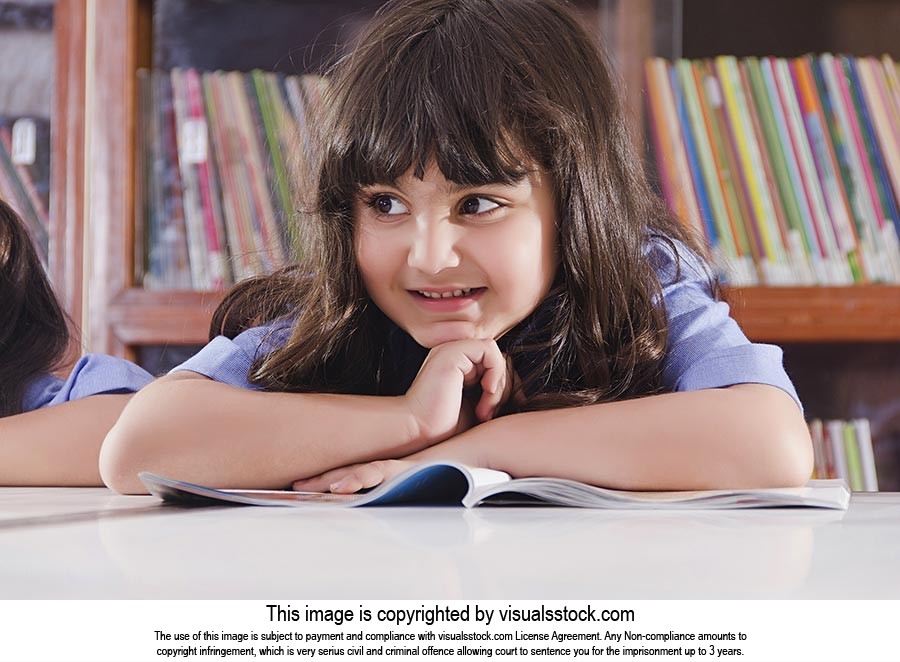 This image is copyrighted by visualsstock.com
The use of this image is subject to payment and compliance with visualsstock.com License Agreement. Any Non-compliance amounts to
copyright infringement, which is very serius civil and criminal offence allowing court to sentence you for the imprisonment up to 3 years.